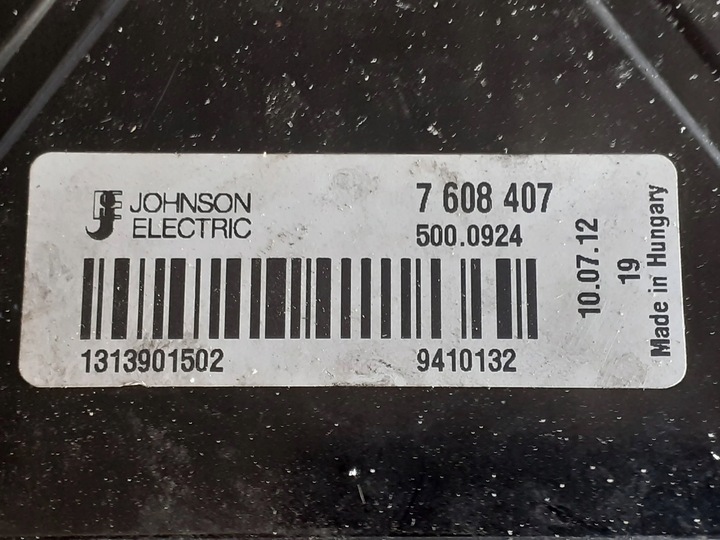 JOHNSON
ELECTRIC
7 608 407
500.0924
1313901502
9410132
10.07.12
19
Made in Hungary